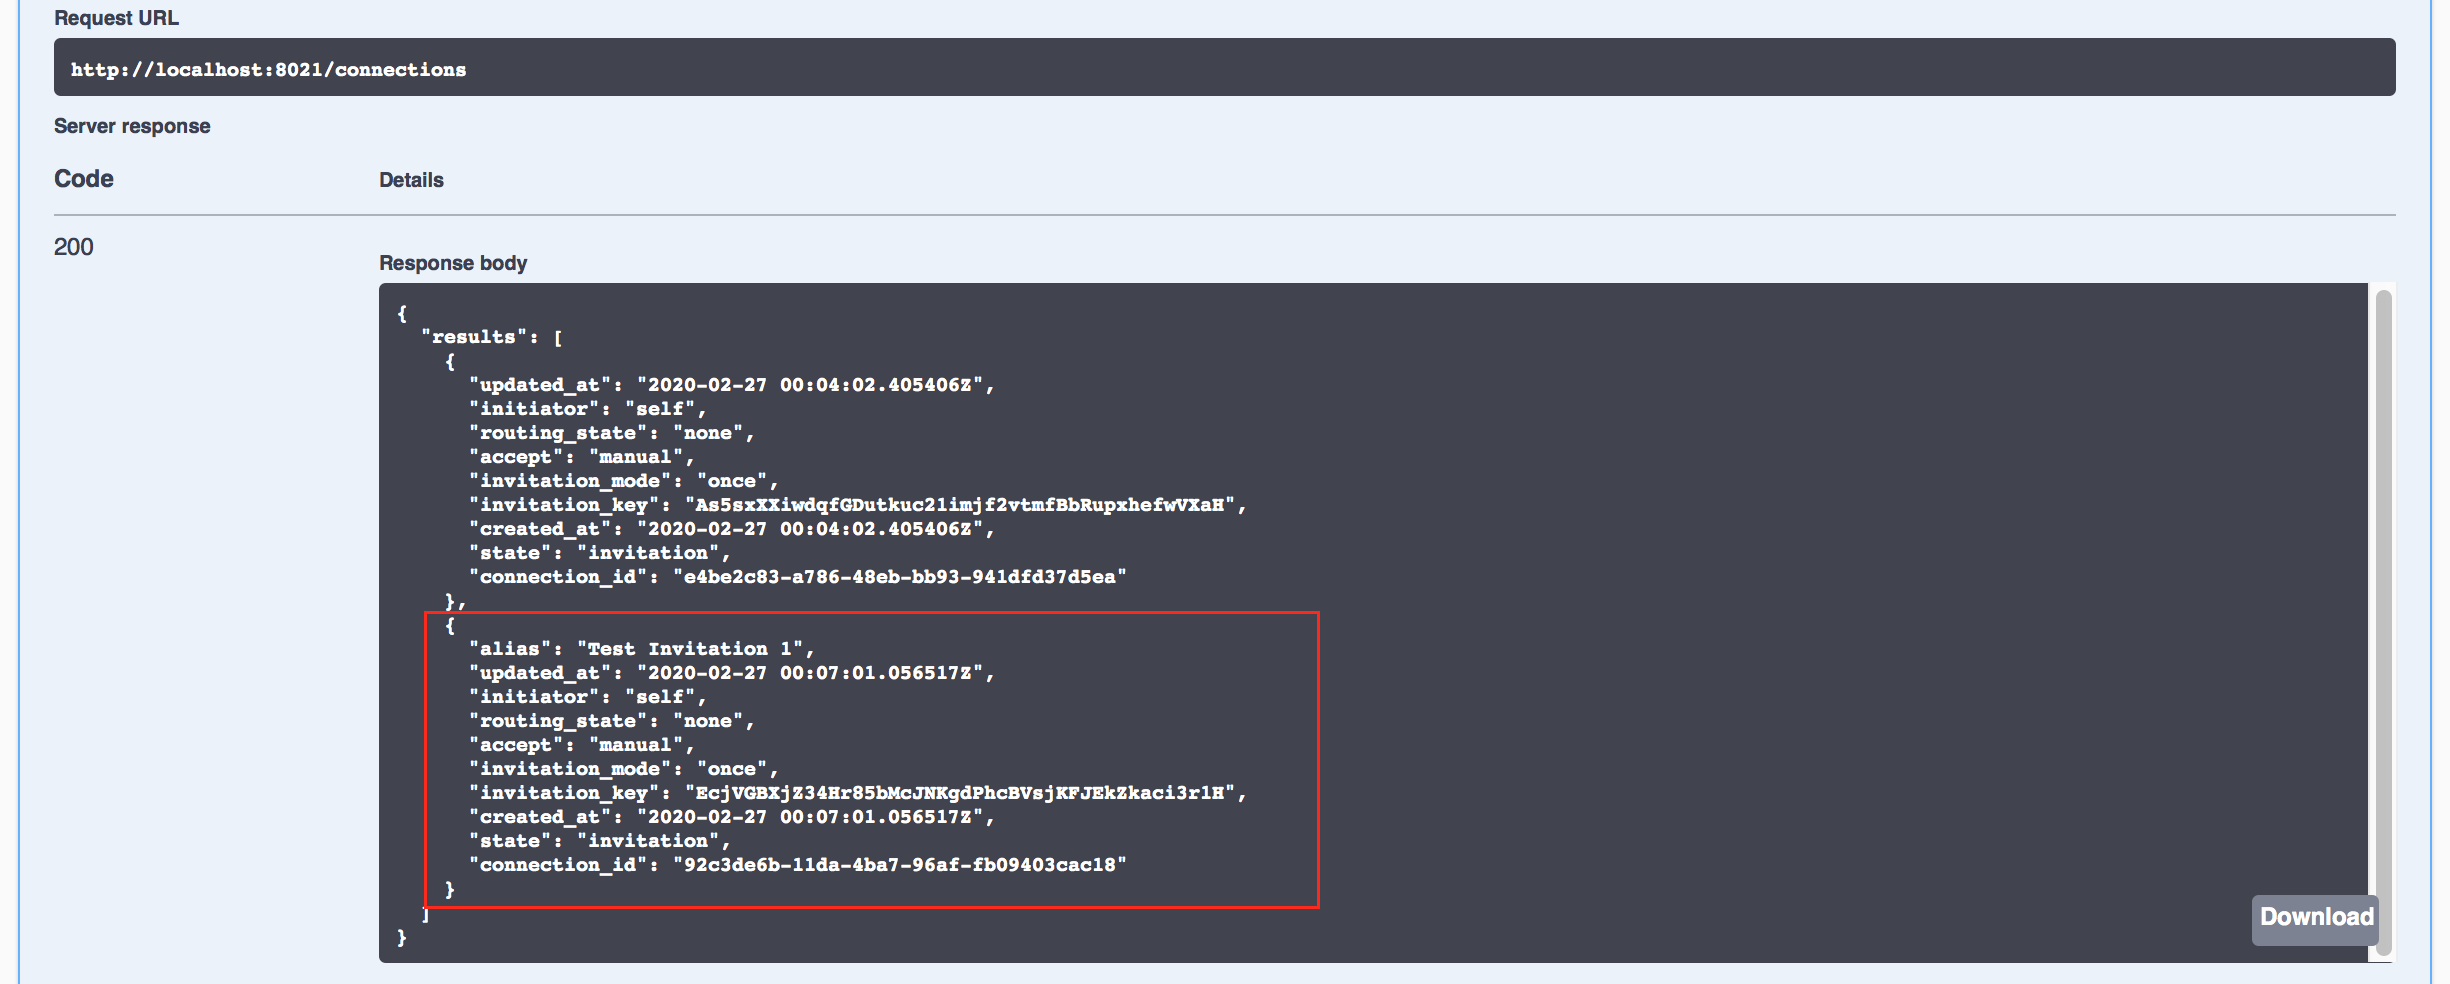 Request URL
http://localhost:8021/connections
Server response
Code Details
200
Response body
{
"results": [
{
"updated_at": "2020-02-27 00:04:02.405406Z",
"initiator": "self",
"routing_state": "none",
"accept": "manual",
"invitation_mode": "once",
"invitation_key": "As5sxXXiwdqfGDutkuc21imjf2vtmfBbRupxhefwVXaH",
"created_at": "2020-02-27 00:04:02.405406Z",
"state": "invitation",
"connection_id": "e4be2c83-a786-48eb-bb93-941dfd37d5ea"
},
{
"alias": "Test Invitation 1",
"updated_at": "2020-02-27 00:07:01.056517Z",
"initiator": "self",
"routing_state": "none",
"accept": "manual",
"invitation_mode": "once",
"invitation_key": "EcjVGBXjZ34Hr85bMcJNKgdPhcBVsjKFJEkZkaci3r1H",
"created_at": "2020-02-27 00:07:01.056517Z",
"state": "invitation",
"connection_id": "92c3de6b-11da-4ba7-96af-fb09403cac18"
}
]
}
Download